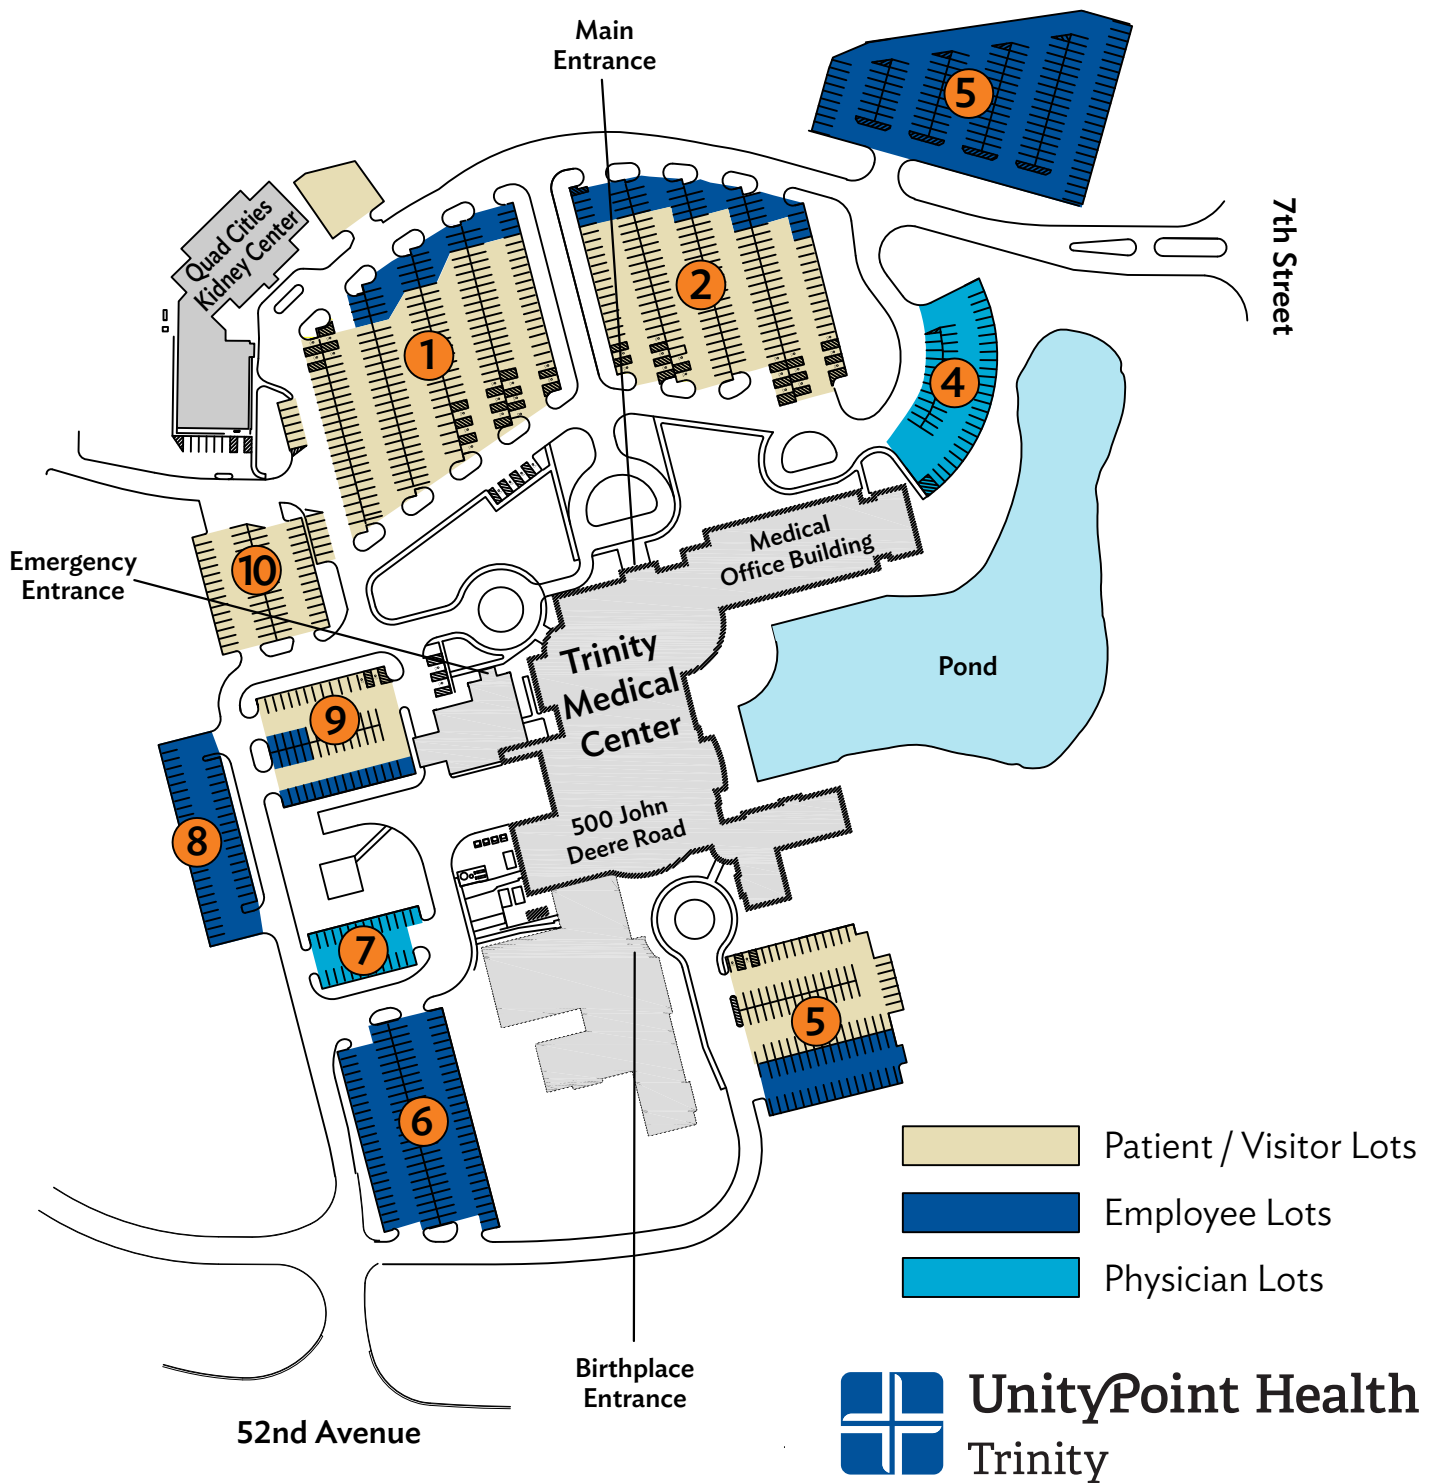 Main
Entrance
5
7th Street
Quad Cities
Kidney Center
2
1
4
Medical
Office Building
Emergency
Entrance
10
Trinity
Medical
Center
Pond
9
500 John
Deere Road
8
7
5
6
Patient / Visitor Lots
Employee Lots
Physician Lots
Birthplace
Entrance
52nd Avenue
UnityPoint Health
Trinity